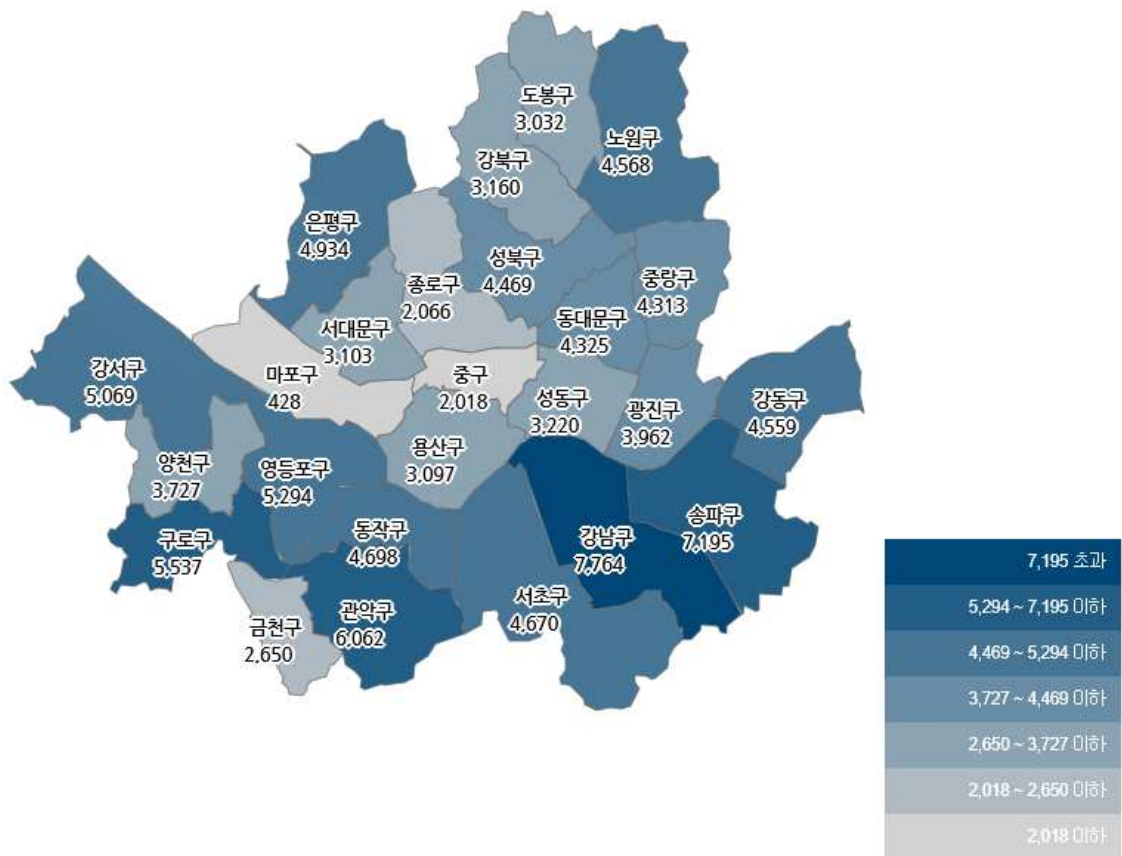 도봉구
3,032
노원구
4,568
강북구
3,160
은평구
4,934
성북구
4,469
중랑구
4,313
종로구
2,066
동대문구
4,325
서대문구
3,103
강서구
5,069
마포구
428
중구
2,018
성동구
3,220
광진구
3,962
강동구
4,559
용산구
3,097
양천구
3,727
영등포구
5,294
송파구
7,195
구로구
5,537
동작구
4,698
강남구
7,764
서초구
4,670
관악구
6,062
금천구
2,650
7,195 초과
5,294 ~ 7,195 이하
4,469 ~ 5,294 이하
3,727 ~ 4,469 이하
2,650 ~ 3,727 이하
2,018 ~ 2,650 이하
2,018 이하